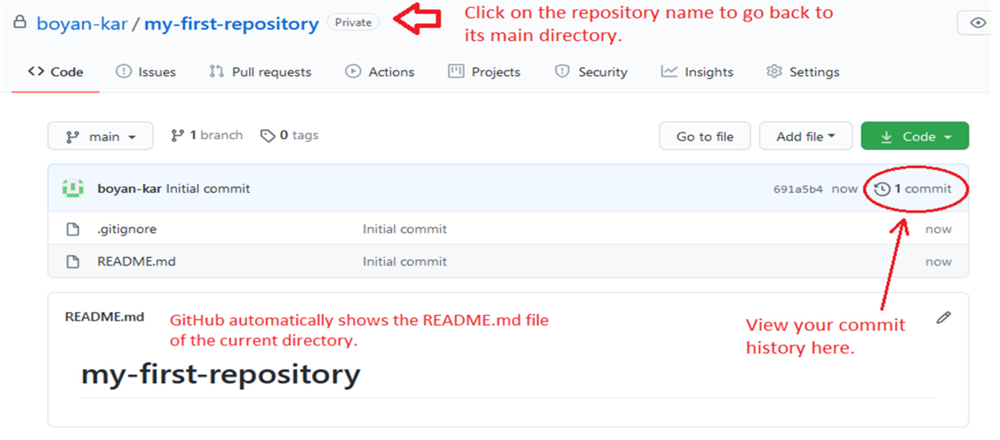 boyan-kar / my-first-repository Private
Click on the repository name to go back to
its main directory.
<> Code Issues Pull requests Actions Projects Security Insights Settings
main 1 branch 0 tags Go to file Add file Code
boyan-kar Initial commit 691a5b4 now 1 commit
.gitignore Initial commit now
README.md Initial commit now
README.md
GitHub automatically shows the README.md file
of the current directory.
View your commit
history here.
my-first-repository